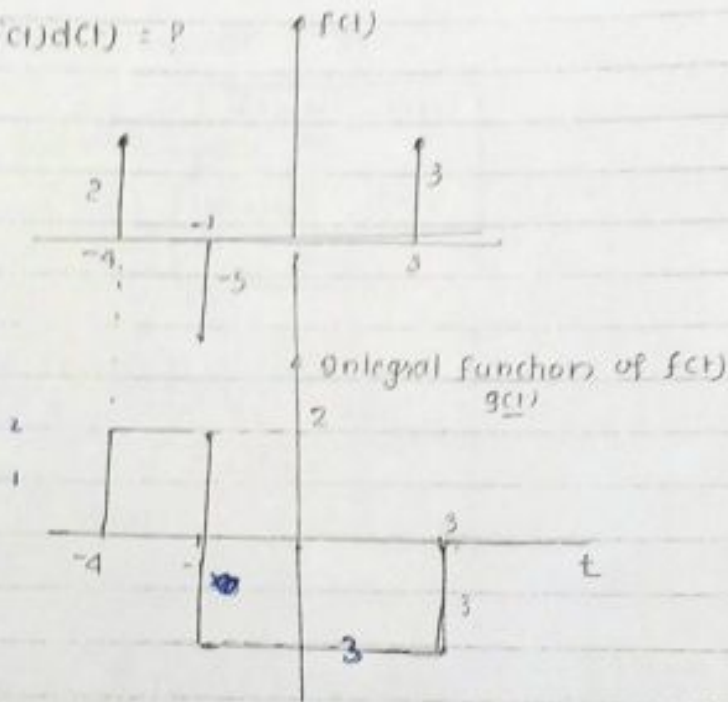 f(t)d(t) = ?
f(t)
2
3
-1
-4
-5
3
Integral function of f(t)
g(t)
2
2
1
3
-4
-1
t
3
-3